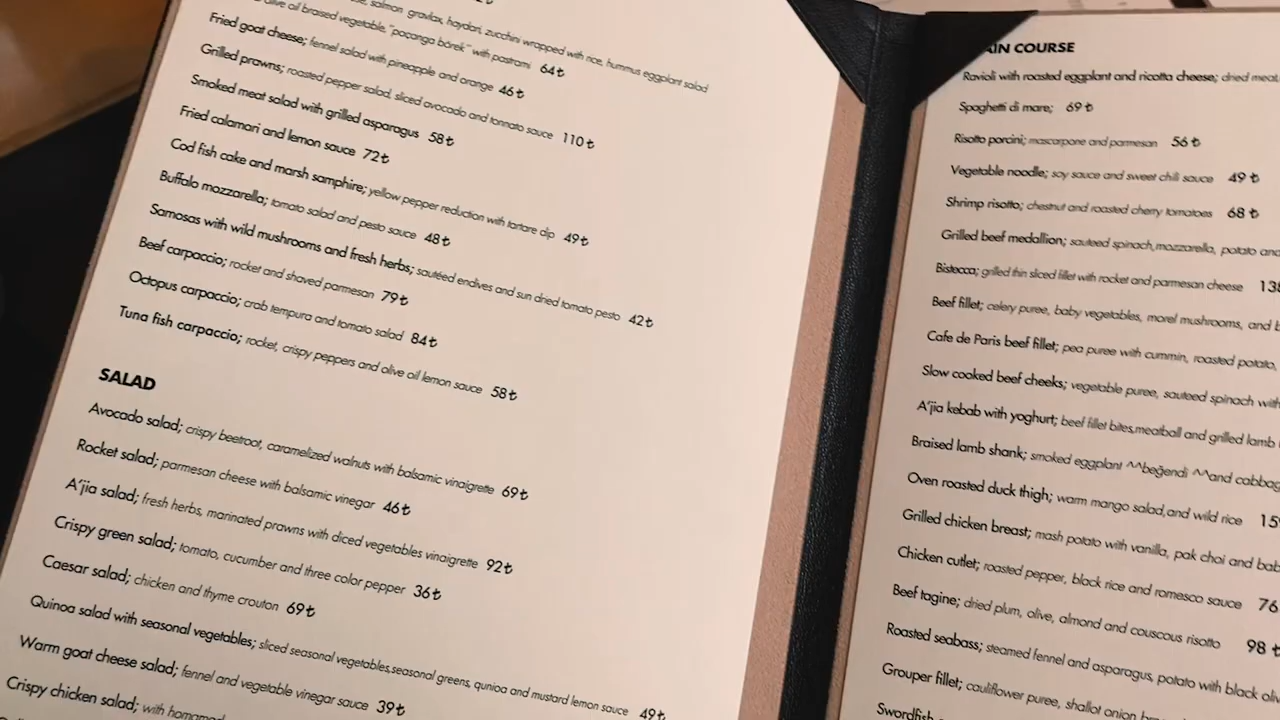 salmon gravlax, haydari, zucchini wrapped with rice, hummus eggplant salad
olive oil braised vegetable, "paçanga börek" with pastrami 64₺
Fried goat cheese; fennel salad with pineapple and orange 46₺
Grilled prawns; roasted pepper salad, sliced avocado and tonnato sauce 110₺
Smoked meat salad with grilled asparagus 58₺
Fried calamari and lemon sauce 72₺
Cod fish cake and marsh samphire; yellow pepper reduction with tartare dip 49₺
Buffalo mozzarella; tomato salad and pesto sauce 48₺
Samosas with wild mushrooms and fresh herbs; sautéed endives and sun dried tomato pesto 42₺
Beef carpaccio; rocket and shaved parmesan 79₺
Octopus carpaccio; crab tempura and tomato salad 84₺
Tuna fish carpaccio; rocket, crispy peppers and olive oil lemon sauce 58₺
SALAD
Avocado salad; crispy beetroot, caramelized walnuts with balsamic vinaigrette 69₺
Rocket salad; parmesan cheese with balsamic vinegar 46₺
A'jia salad; fresh herbs, marinated prawns with diced vegetables vinaigrette 92₺
Crispy green salad; tomato, cucumber and three color pepper 36₺
Caesar salad; chicken and thyme crouton 69₺
Quinoa salad with seasonal vegetables; sliced seasonal vegetables,seasonal greens, qunioa and mustard lemon sauce 49₺
Warm goat cheese salad; fennel and vegetable vinegar sauce 39₺
Crispy chicken salad; with
AIN COURSE
Ravioli with roasted eggplant and ricotta cheese; dried meat
Spaghetti di mare; 69 ₺
Risotto porcini; mascarpone and parmesan 56 ₺
Vegetable noodle; soy sauce and sweet chili sauce 49 ₺
Shrimp risotto; chestnut and roasted cherry tomatoes 68 ₺
Grilled beef medallion; sauteed spinach,mozzarella, potato and
Bistecca; grilled thin sliced fillet with rocket and parmesan cheese 138
Beef fillet; celery puree, baby vegetables, morel mushrooms, and b
Cafe de Paris beef fillet; pea puree with cummin, roasted potato,
Slow cooked beef cheeks; vegetable puree, sauteed spinach with
A'jia kebab with yoghurt; beef fillet bites,meatball and grilled lamb
Braised lamb shank; smoked eggplant ^^beğendi ^^and cabbag
Oven roasted duck thigh; warm mango salad,and wild rice 15
Grilled chicken breast; mash potato with vanilla, pak choi and bab
Chicken cutlet; roasted pepper, black rice and romesco sauce 76
Beef tagine; dried plum, olive, almond and couscous risotto 98 ₺
Roasted seabass; steamed fennel and asparagus, potato with black oliv
Grouper fillet; cauliflower puree, shallot onion
Swordfish